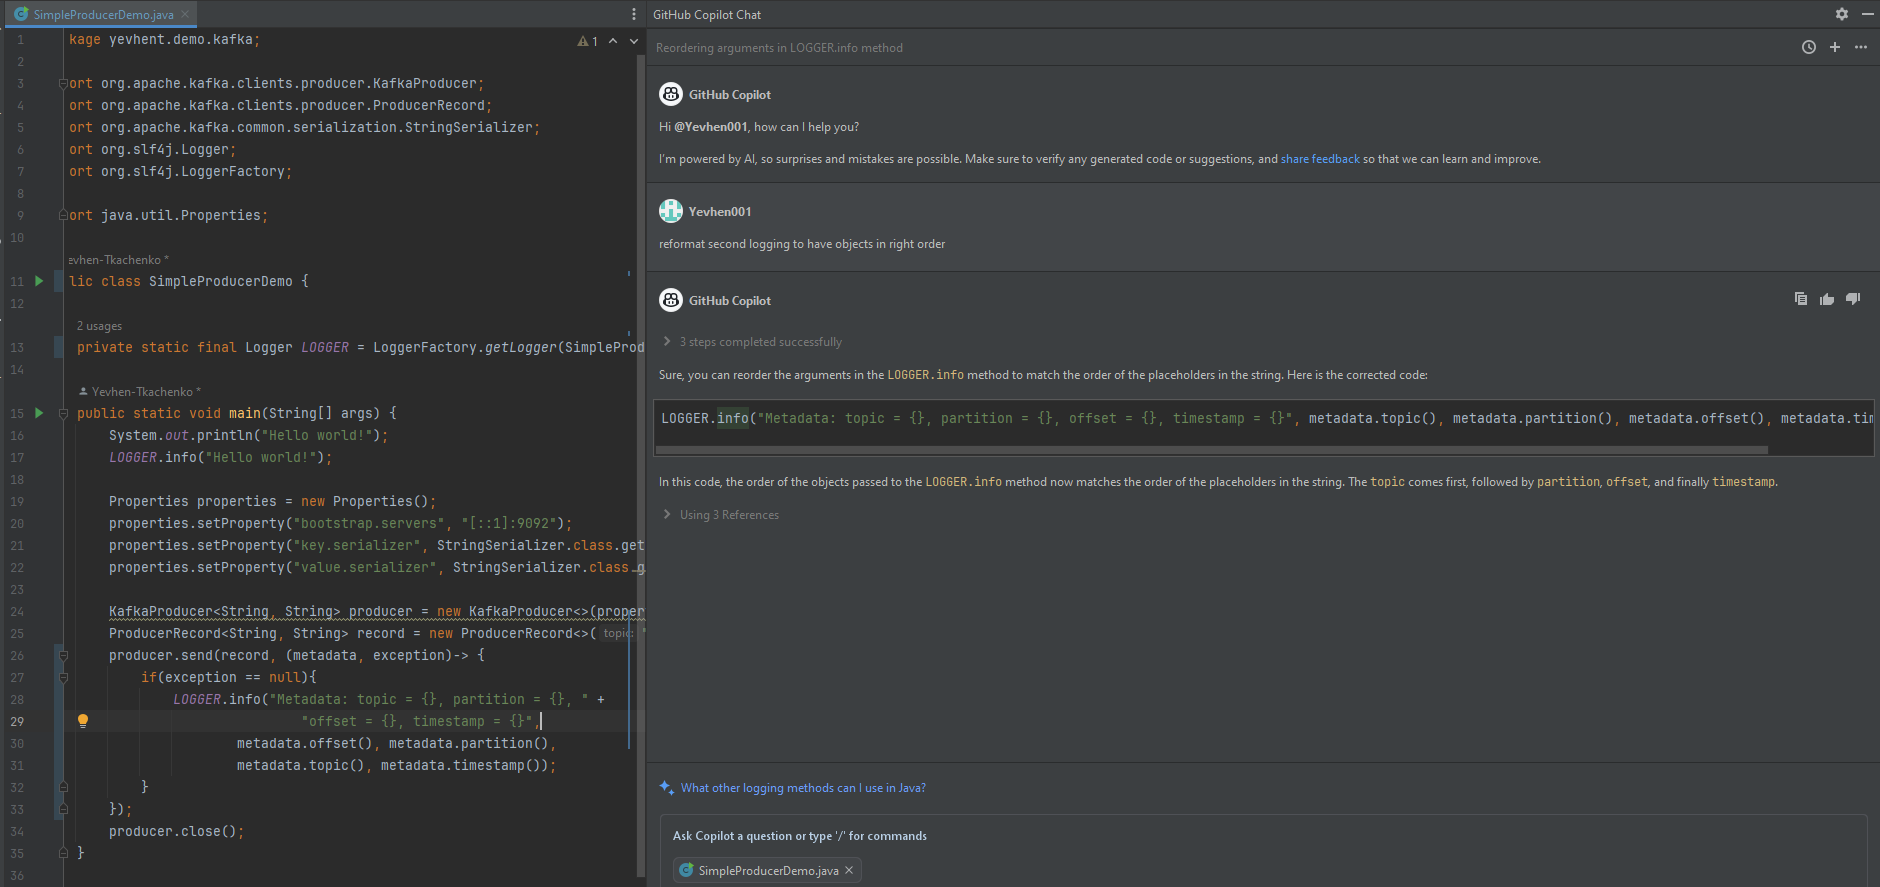 SimpleProducerDemo.java
1
1 kage yevhent.demo.kafka;
2
3 ort org.apache.kafka.clients.producer.KafkaProducer;
4 ort org.apache.kafka.clients.producer.ProducerRecord;
5 ort org.apache.kafka.common.serialization.StringSerializer;
6 ort org.slf4j.Logger;
7 ort org.slf4j.LoggerFactory;
8
9 ort java.util.Properties;
10
evhen-Tkachenko *
11 lic class SimpleProducerDemo {
12
2 usages
13 private static final Logger LOGGER = LoggerFactory.getLogger(SimpleProd
14
Yevhen-Tkachenko *
15 public static void main(String[] args) {
16 System.out.println("Hello world!");
17 LOGGER.info("Hello world!");
18
19 Properties properties = new Properties();
20 properties.setProperty("bootstrap.servers", "[::1]:9092");
21 properties.setProperty("key.serializer", StringSerializer.class.get
22 properties.setProperty("value.serializer", StringSerializer.class.g
23
24 KafkaProducer<String, String> producer = new KafkaProducer<>(proper
25 ProducerRecord<String, String> record = new ProducerRecord<>( topic: "
26 producer.send(record, (metadata, exception)-> {
27 if(exception == null){
28 LOGGER.info("Metadata: topic = {}, partition = {}, " +
29 "offset = {}, timestamp = {}",
30 metadata.offset(), metadata.partition(),
31 metadata.topic(), metadata.timestamp());
32 }
33 });
34 producer.close();
35 }
36
GitHub Copilot Chat
Reordering arguments in LOGGER.info method
GitHub Copilot
Hi @Yevhen001, how can I help you?
I'm powered by AI, so surprises and mistakes are possible. Make sure to verify any generated code or suggestions, and share feedback so that we can learn and improve.
Yevhen001
reformat second logging to have objects in right order
GitHub Copilot
3 steps completed successfully
Sure, you can reorder the arguments in the LOGGER.info method to match the order of the placeholders in the string. Here is the corrected code:
LOGGER.info("Metadata: topic = {}, partition = {}, offset = {}, timestamp = {}", metadata.topic(), metadata.partition(), metadata.offset(), metadata.tim
In this code, the order of the objects passed to the LOGGER.info method now matches the order of the placeholders in the string. The topic comes first, followed by partition, offset, and finally timestamp.
Using 3 References
What other logging methods can I use in Java?
Ask Copilot a question or type '/' for commands
SimpleProducerDemo.java